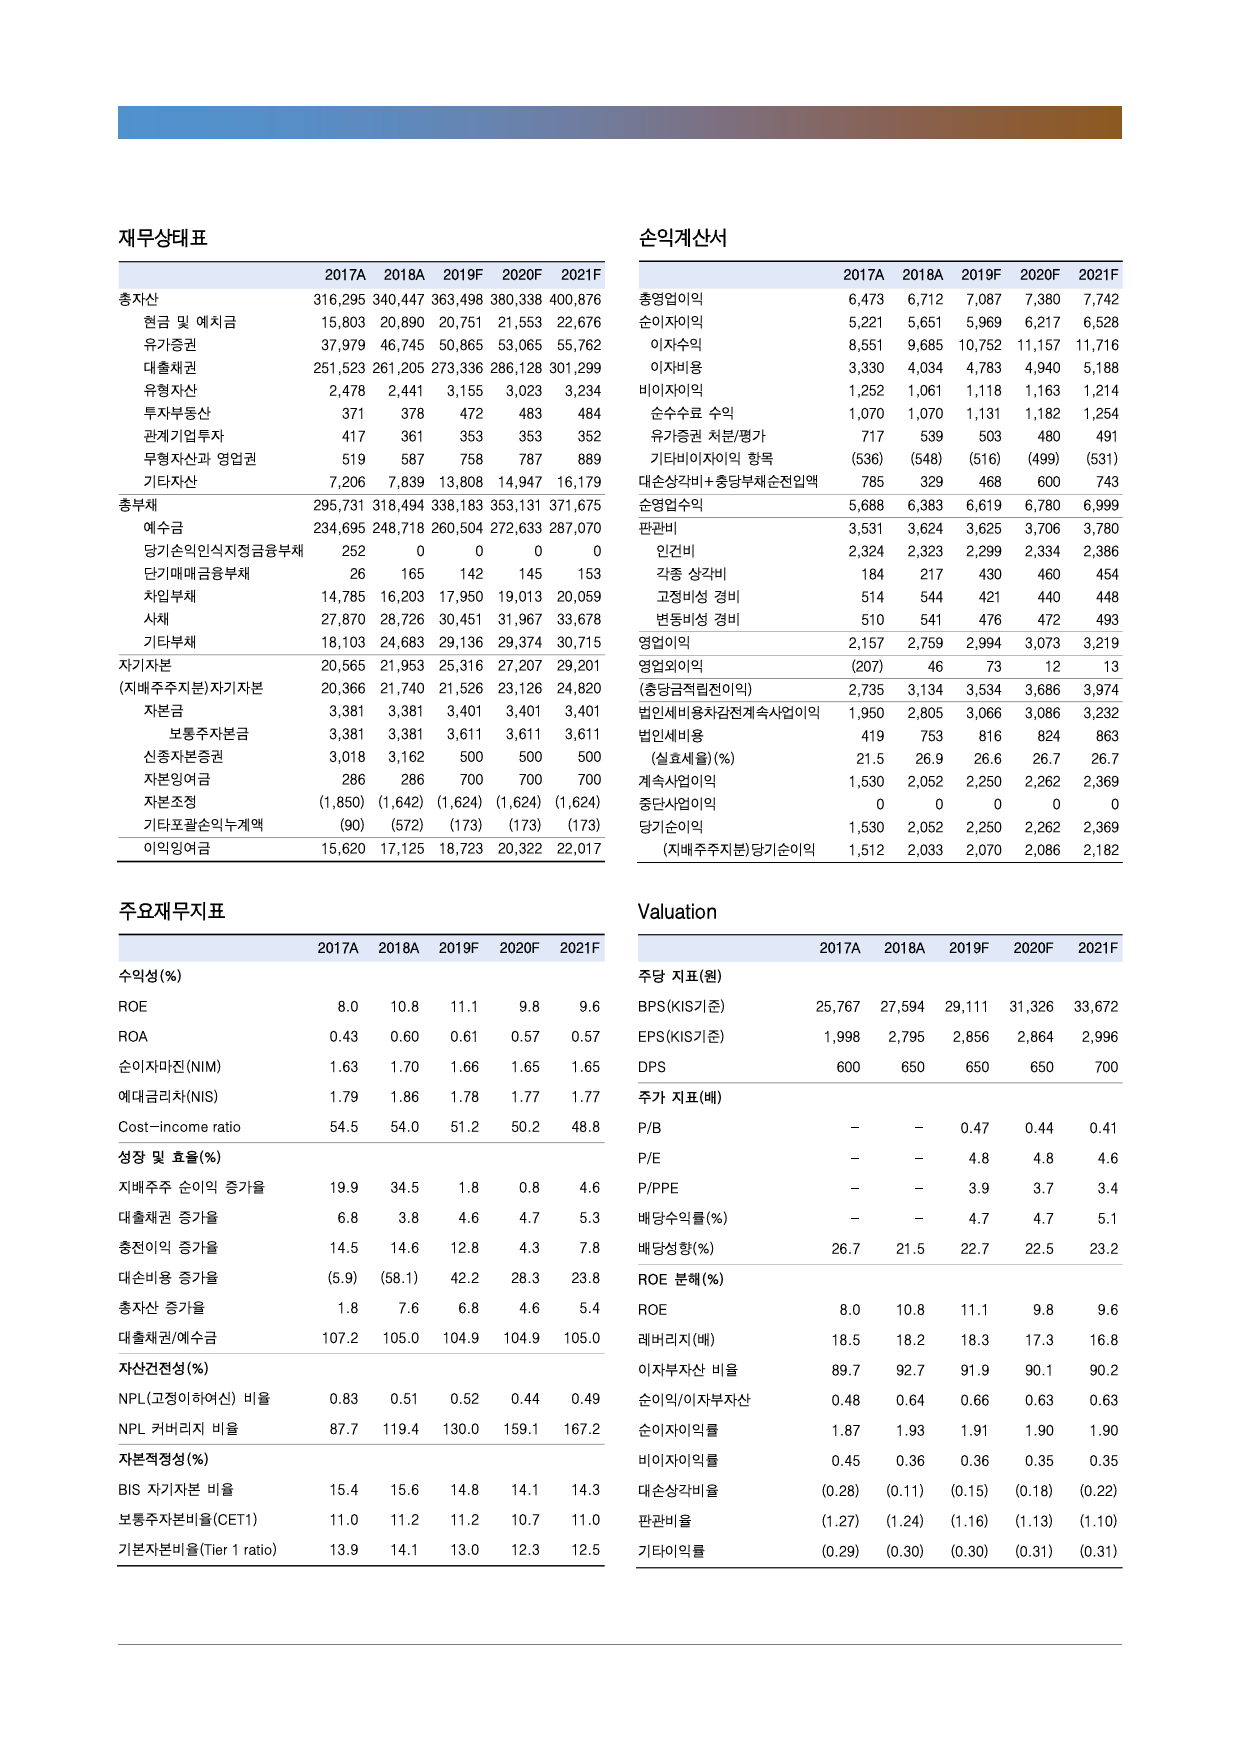 재무상태표
2017A 2018A 2019F 2020F 2021F
총자산 316,295 340,447 363,498 380,338 400,876
현금 및 예치금 15,803 20,890 20,751 21,553 22,676
유가증권 37,979 46,745 50,865 53,065 55,762
대출채권 251,523 261,205 273,336 286,128 301,299
유형자산 2,478 2,441 3,155 3,023 3,234
투자부동산 371 378 472 483 484
관계기업투자 417 361 353 353 352
무형자산과 영업권 519 587 758 787 889
기타자산 7,206 7,839 13,808 14,947 16,179
총부채 295,731 318,494 338,183 353,131 371,675
예수금 234,695 248,718 260,504 272,633 287,070
당기손익인식지정금융부채 252 0 0 0 0
단기매매금융부채 26 165 142 145 153
차입부채 14,785 16,203 17,950 19,013 20,059
사채 27,870 28,726 30,451 31,967 33,678
기타부채 18,103 24,683 29,136 29,374 30,715
자기자본 20,565 21,953 25,316 27,207 29,201
(지배주주지분)자기자본 20,366 21,740 21,526 23,126 24,820
자본금 3,381 3,381 3,401 3,401 3,401
보통주자본금 3,381 3,381 3,611 3,611 3,611
신종자본증권 3,018 3,162 500 500 500
자본잉여금 286 286 700 700 700
자본조정 (1,850) (1,642) (1,624) (1,624) (1,624)
기타포괄손익누계액 (90) (572) (173) (173) (173)
이익잉여금 15,620 17,125 18,723 20,322 22,017
손익계산서
2017A 2018A 2019F 2020F 2021F
총영업이익 6,473 6,712 7,087 7,380 7,742
순이자이익 5,221 5,651 5,969 6,217 6,528
이자수익 8,551 9,685 10,752 11,157 11,716
이자비용 3,330 4,034 4,783 4,940 5,188
비이자이익 1,252 1,061 1,118 1,163 1,214
순수수료 수익 1,070 1,070 1,131 1,182 1,254
유가증권 처분/평가 717 539 503 480 491
기타비이자이익 항목 (536) (548) (516) (499) (531)
대손상각비+충당부채순전입액 785 329 468 600 743
순영업수익 5,688 6,383 6,619 6,780 6,999
판관비 3,531 3,624 3,625 3,706 3,780
인건비 2,324 2,323 2,299 2,334 2,386
각종 상각비 184 217 430 460 454
고정비성 경비 514 544 421 440 448
변동비성 경비 510 541 476 472 493
영업이익 2,157 2,759 2,994 3,073 3,219
영업외이익 (207) 46 73 12 13
(충당금적립전이익) 2,735 3,134 3,534 3,686 3,974
법인세비용차감전계속사업이익 1,950 2,805 3,066 3,086 3,232
법인세비용 419 753 816 824 863
(실효세율)(%) 21.5 26.9 26.6 26.7 26.7
계속사업이익 1,530 2,052 2,250 2,262 2,369
중단사업이익 0 0 0 0 0
당기순이익 1,530 2,052 2,250 2,262 2,369
(지배주주지분)당기순이익 1,512 2,033 2,070 2,086 2,182
주요재무지표
2017A 2018A 2019F 2020F 2021F
수익성(%)
ROE 8.0 10.8 11.1 9.8 9.6
ROA 0.43 0.60 0.61 0.57 0.57
순이자마진(NIM) 1.63 1.70 1.66 1.65 1.65
예대금리차(NIS) 1.79 1.86 1.78 1.77 1.77
Cost-income ratio 54.5 54.0 51.2 50.2 48.8
성장 및 효율(%)
지배주주 순이익 증가율 19.9 34.5 1.8 0.8 4.6
대출채권 증가율 6.8 3.8 4.6 4.7 5.3
충전이익 증가율 14.5 14.6 12.8 4.3 7.8
대손비용 증가율 (5.9) (58.1) 42.2 28.3 23.8
총자산 증가율 1.8 7.6 6.8 4.6 5.4
대출채권/예수금 107.2 105.0 104.9 104.9 105.0
자산건전성(%)
NPL(고정이하여신) 비율 0.83 0.51 0.52 0.44 0.49
NPL 커버리지 비율 87.7 119.4 130.0 159.1 167.2
자본적정성(%)
BIS 자기자본 비율 15.4 15.6 14.8 14.1 14.3
보통주자본비율(CET1) 11.0 11.2 11.2 10.7 11.0
기본자본비율(Tier 1 ratio) 13.9 14.1 13.0 12.3 12.5
Valuation
2017A 2018A 2019F 2020F 2021F
주당 지표(원)
BPS(KIS기준) 25,767 27,594 29,111 31,326 33,672
EPS(KIS기준) 1,998 2,795 2,856 2,864 2,996
DPS 600 650 650 650 700
주가 지표(배)
P/B – – 0.47 0.44 0.41
P/E – – 4.8 4.8 4.6
P/PPE – – 3.9 3.7 3.4
배당수익률(%) – – 4.7 4.7 5.1
배당성향(%) 26.7 21.5 22.7 22.5 23.2
ROE 분해(%)
ROE 8.0 10.8 11.1 9.8 9.6
레버리지(배) 18.5 18.2 18.3 17.3 16.8
이자부자산 비율 89.7 92.7 91.9 90.1 90.2
순이익/이자부자산 0.48 0.64 0.66 0.63 0.63
순이자이익률 1.87 1.93 1.91 1.90 1.90
비이자이익률 0.45 0.36 0.36 0.35 0.35
대손상각비율 (0.28) (0.11) (0.15) (0.18) (0.22)
판관비율 (1.27) (1.24) (1.16) (1.13) (1.10)
기타이익률 (0.29) (0.30) (0.30) (0.31) (0.31)